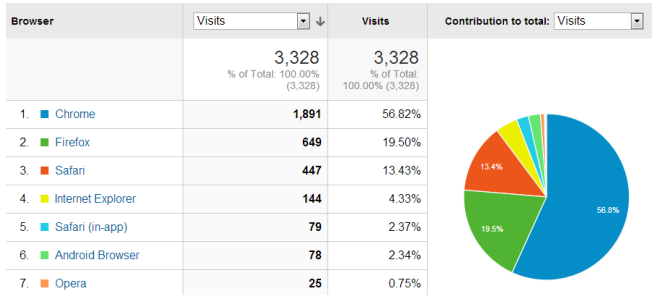 Browser Visits Visits Contribution to total: Visits
3,328 3,328
% of Total: 100.00% % of Total:
(3,328) 100.00% (3,328)
1. Chrome 1,891 56.82%
2. Firefox 649 19.50%
3. Safari 447 13.43%
4. Internet Explorer 144 4.33%
5. Safari (in-app) 79 2.37%
6. Android Browser 78 2.34%
7. Opera 25 0.75%
13.4%
56.8%
19.5%